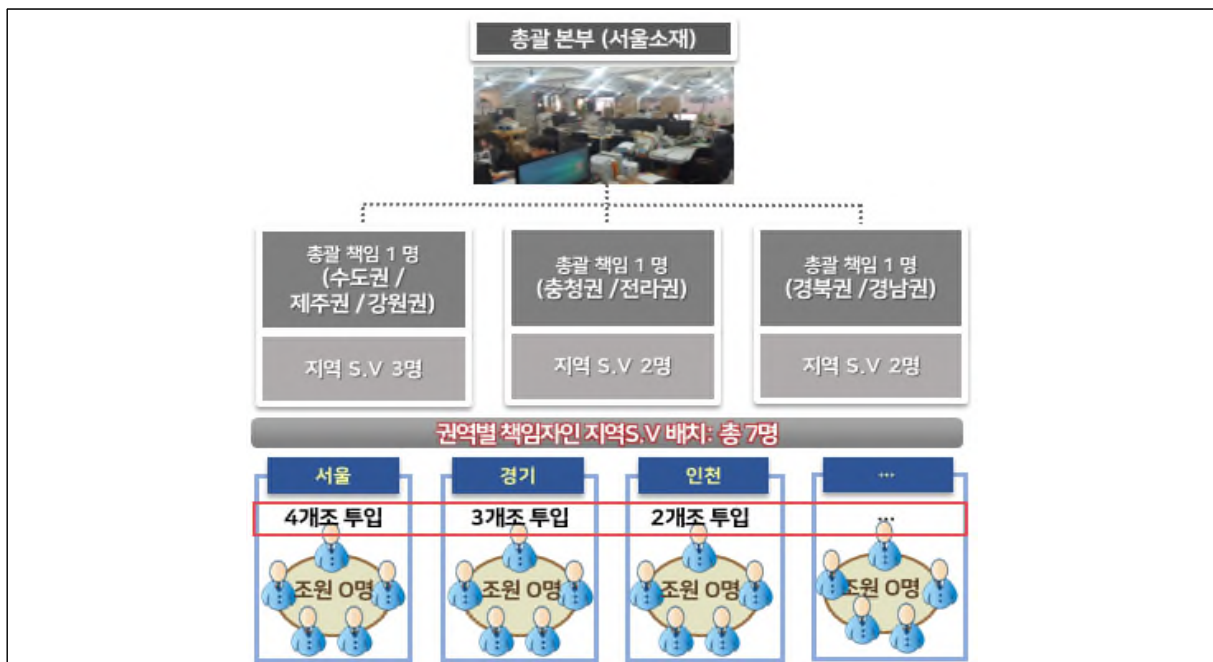 총괄 본부 (서울소재)
총괄 책임 1 명
(수도권 /
제주권 /강원권)
지역 S.V 3명
총괄 책임 1 명
(충청권 /전라권)
지역 S.V 2명
총괄 책임 1 명
(경북권 /경남권)
지역 S.V 2명
권역별 책임자인 지역S.V 배치: 총 7명
서울
경기
인천
...
4개조 투입
3개조 투입
2개조 투입
...
조원 0명
조원 0명
조원 0명
조원 0명